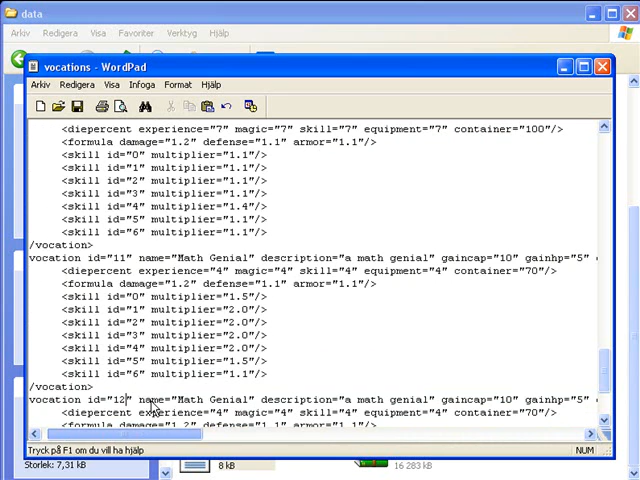 data
Arkiv Redigera Visa Favoriter Verktyg Hjälp
vocations - WordPad
Arkiv Redigera Visa Infoga Format Hjälp
<diepercent experience="7" magic="7" skill="7" equipment="7" container="100"/>
<formula damage="1.2" defense="1.1" armor="1.1"/>
<skill id="0" multiplier="1.1"/>
<skill id="1" multiplier="1.1"/>
<skill id="2" multiplier="1.1"/>
<skill id="3" multiplier="1.1"/>
<skill id="4" multiplier="1.4"/>
<skill id="5" multiplier="1.1"/>
<skill id="6" multiplier="1.1"/>
/vocation>
vocation id="11" name="Math Genial" description="a math genial" gaincap="10" gainhp="5"
<diepercent experience="4" magic="4" skill="4" equipment="4" container="70"/>
<formula damage="1.2" defense="1.1" armor="1.1"/>
<skill id="0" multiplier="1.5"/>
<skill id="1" multiplier="2.0"/>
<skill id="2" multiplier="2.0"/>
<skill id="3" multiplier="2.0"/>
<skill id="4" multiplier="2.0"/>
<skill id="5" multiplier="1.5"/>
<skill id="6" multiplier="1.1"/>
/vocation>
vocation id="12" name="Math Genial" description="a math genial" gaincap="10" gainhp="5"
<diepercent experience="4" magic="4" skill="4" equipment="4" container="70"/>
<formula damage="1.2" defense="1.1" armor="1.1"/>
Tryck på F1 om du vill ha hjälp NUM
Storlek: 7,31 kB 8 kB 16 283 kB